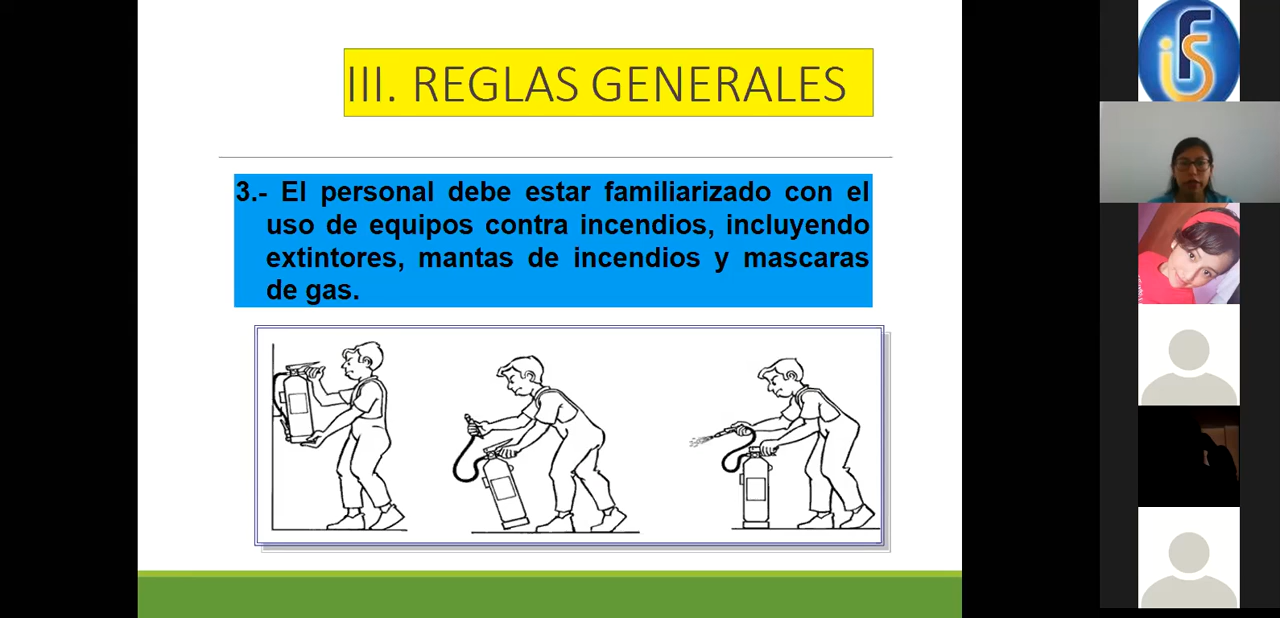 III. REGLAS GENERALES
3.- El personal debe estar familiarizado con el
uso de equipos contra incendios, incluyendo
extintores, mantas de incendios y mascaras
de gas.